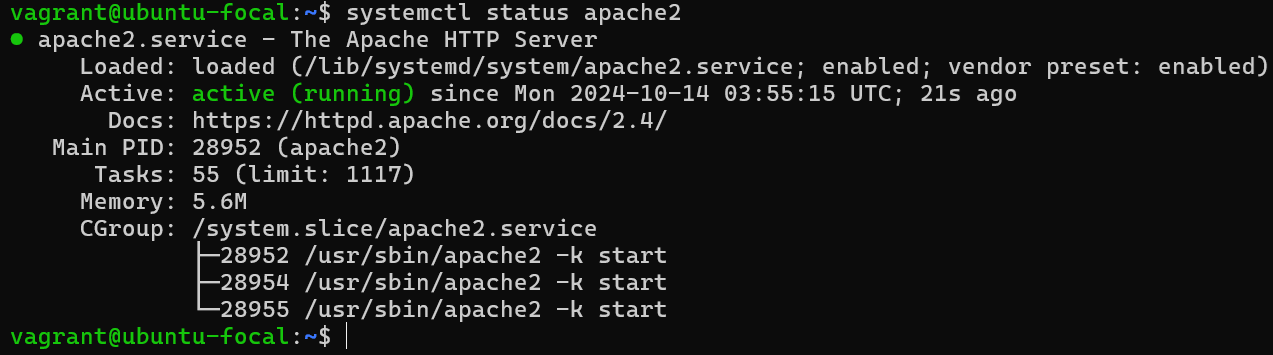 vagrant@ubuntu-focal:~$ systemctl status apache2
● apache2.service - The Apache HTTP Server
     Loaded: loaded (/lib/systemd/system/apache2.service; enabled; vendor preset: enabled)
     Active: active (running) since Mon 2024-10-14 03:55:15 UTC; 21s ago
       Docs: https://httpd.apache.org/docs/2.4/
   Main PID: 28952 (apache2)
      Tasks: 55 (limit: 1117)
     Memory: 5.6M
     CGroup: /system.slice/apache2.service
             ├─28952 /usr/sbin/apache2 -k start
             ├─28954 /usr/sbin/apache2 -k start
             └─28955 /usr/sbin/apache2 -k start
vagrant@ubuntu-focal:~$